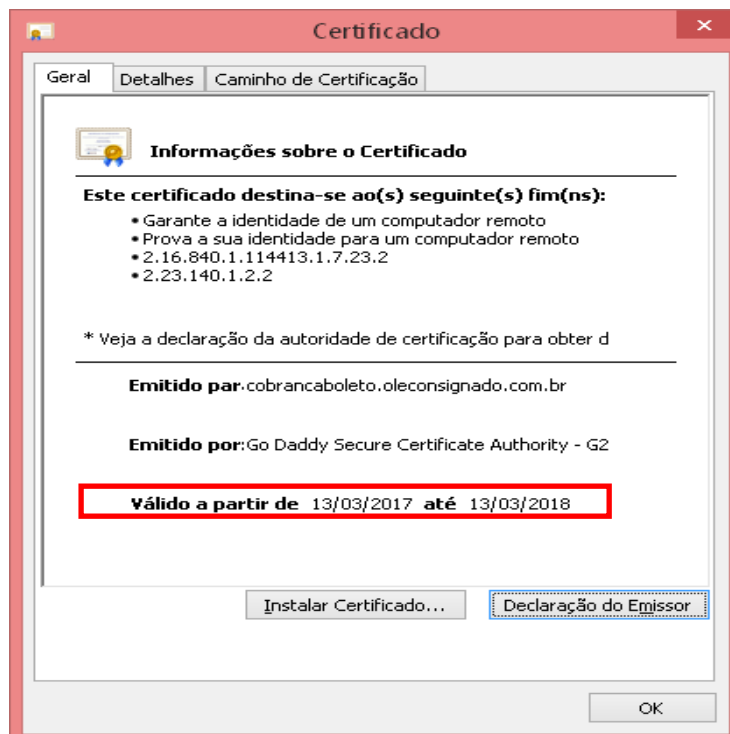 Certificado
Geral Detalhes Caminho de Certificação
Informações sobre o Certificado
Este certificado destina-se ao(s) seguinte(s) fim(ns):
• Garante a identidade de um computador remoto
• Prova a sua identidade para um computador remoto
• 2.16.840.1.114413.1.7.23.2
• 2.23.140.1.2.2
* Veja a declaração da autoridade de certificação para obter d
Emitido par cobrancaboleto.oleconsignado.com.br
Emitido por: Go Daddy Secure Certificate Authority - G2
Válido a partir de 13/03/2017 até 13/03/2018
Instalar Certificado... Declaração do Emissor
OK